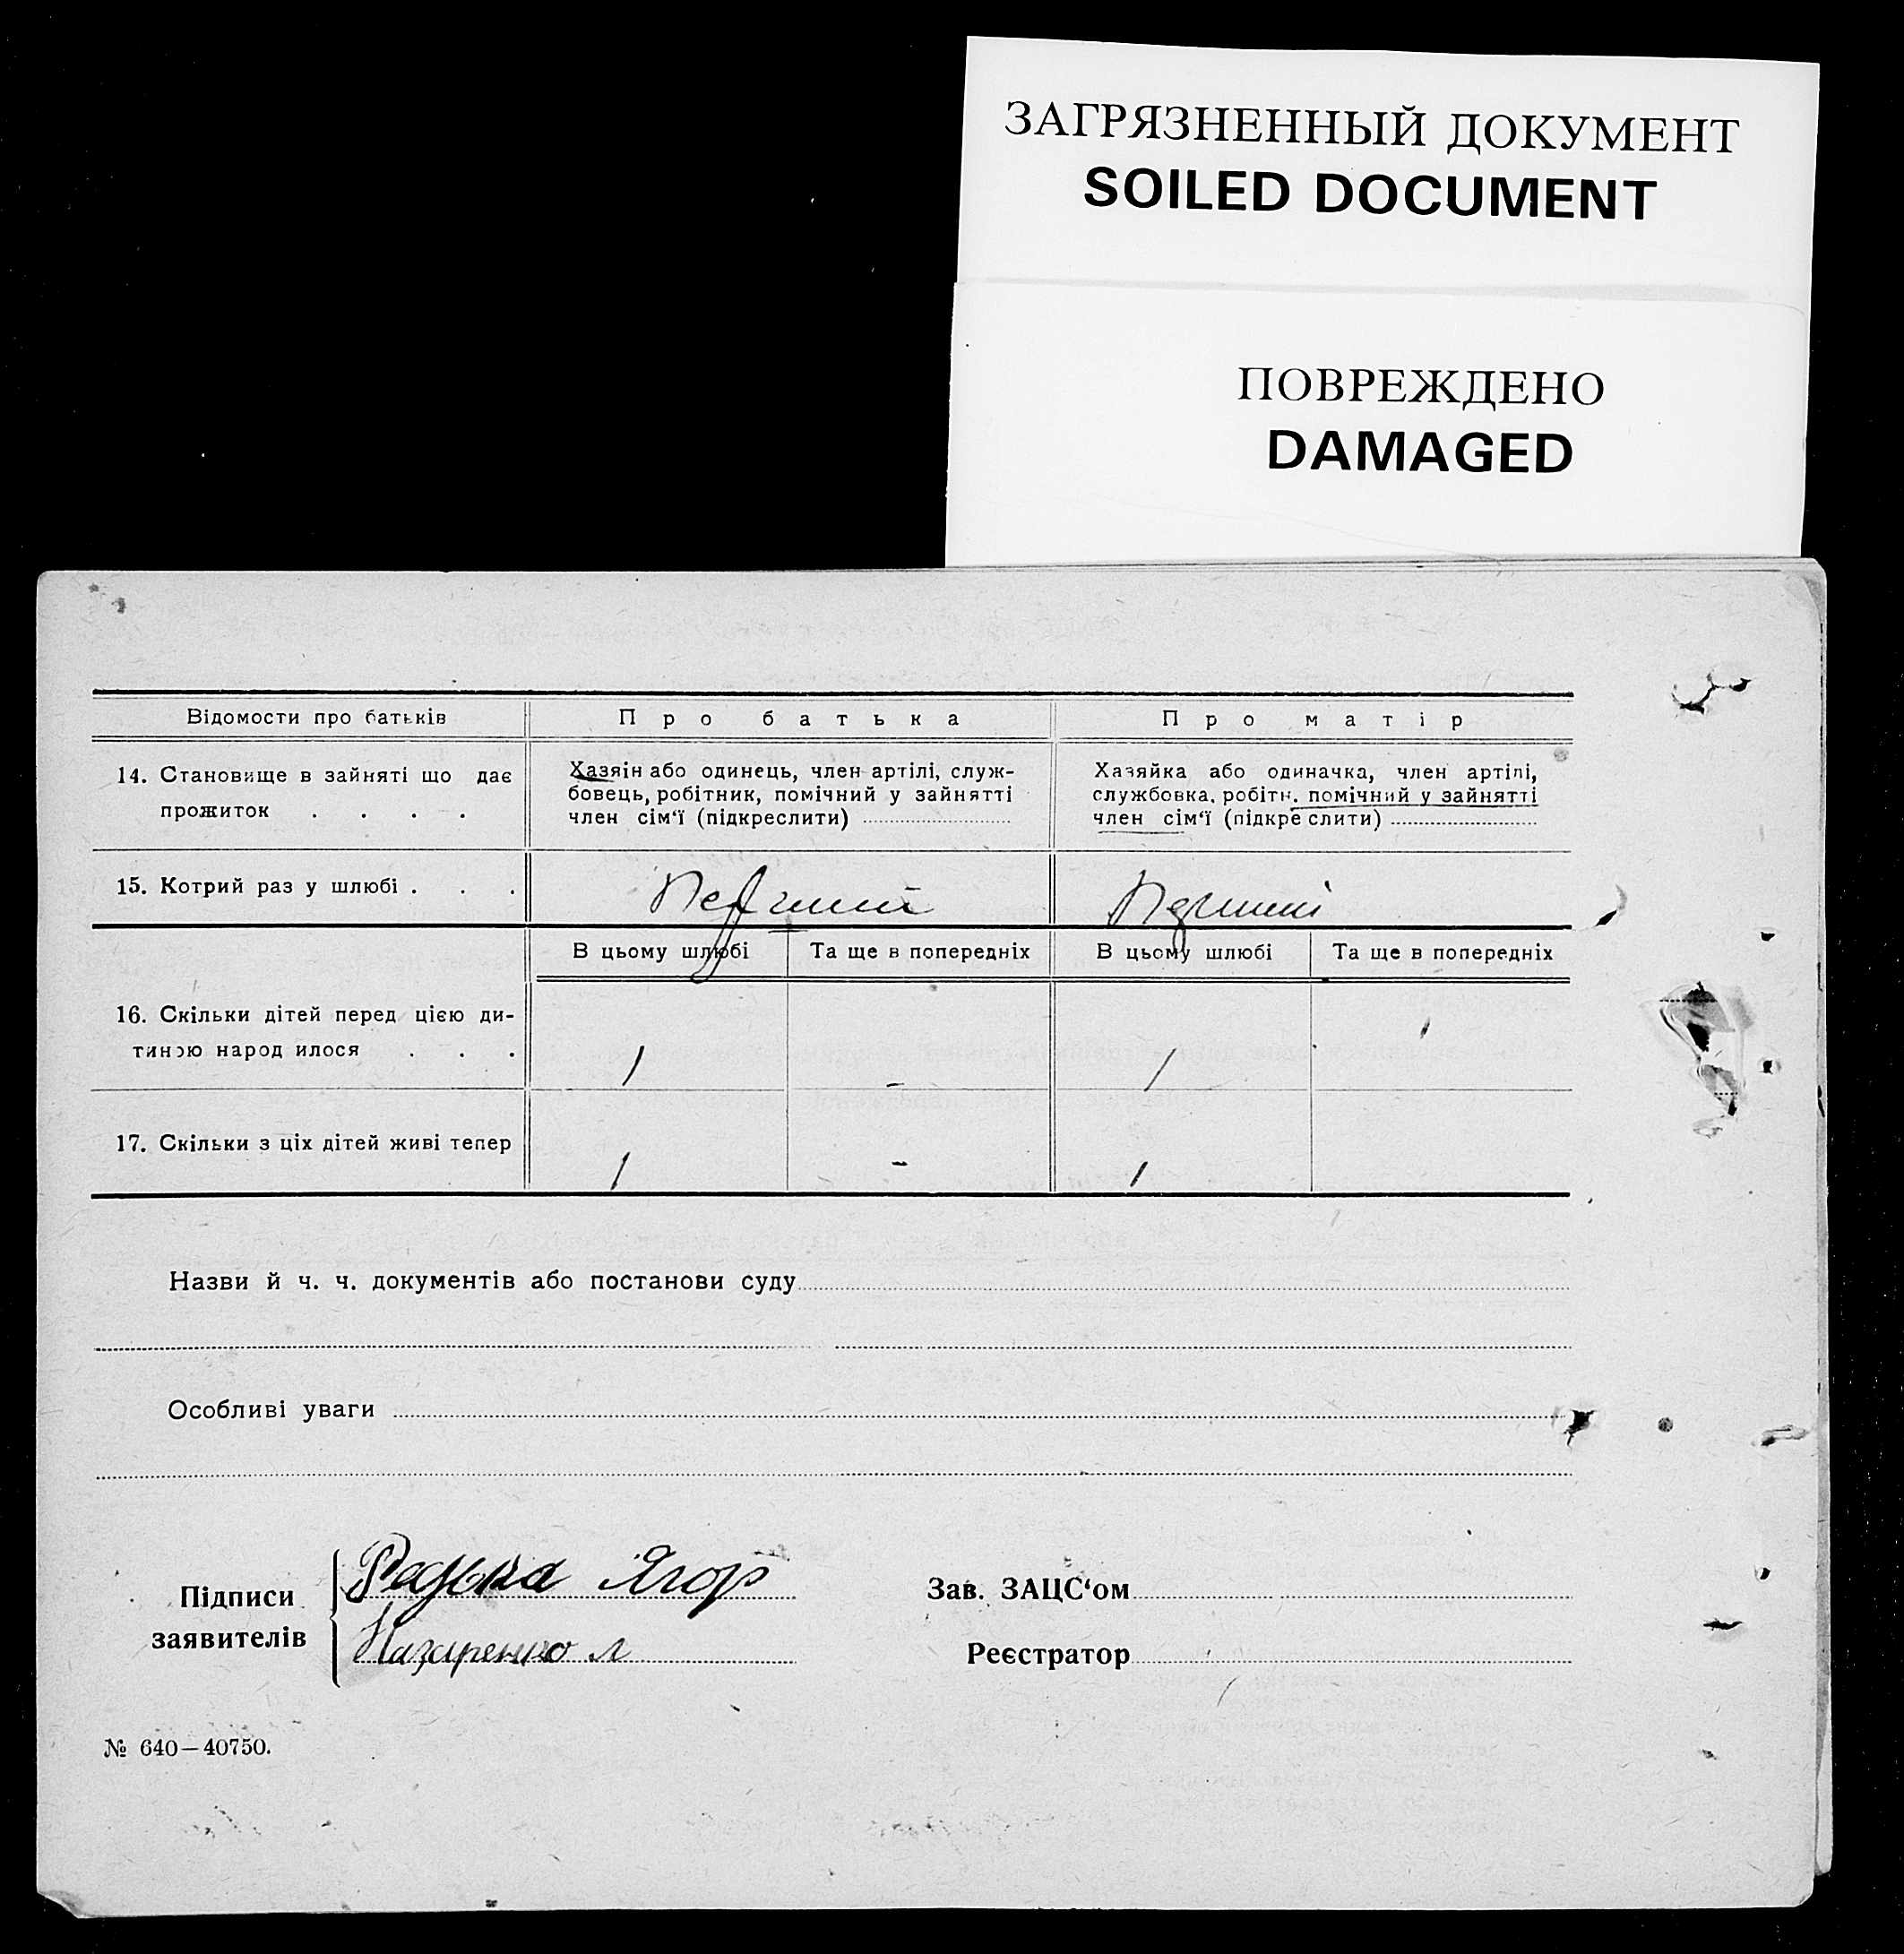 ЗАГРЯЗНЕННЫЙ ДОКУМЕНТ
SOILED DOCUMENT
ПОВРЕЖДЕНО
DAMAGED
Відомости про батьків
Про батька
Про матір
14. Становище в зайняті що дає
прожиток . . . .
Хазяїн або одинець, член артілі, служ-
бовець, робітник, помічний у зайнятті
член сім‘ї (підкреслити)
Хазяйка або одиначка, член артілі,
службовка, робітн. помічний у зайнятті
член сім‘ї (підкреслити)
15. Котрий раз у шлюбі . . .
Перший
Перший
В цьому шлюбі
Та ще в попередніх
В цьому шлюбі
Та ще в попередніх
16. Скільки дітей перед цією ди-
тиною народ илося . . .
1
-
1
17. Скільки з ціх дітей живі тепер
1
-
1
Назви й ч. ч. документів або постанови суду
Особливі уваги
Підписи
заявителів
Редька Ягор
Назаренко л
Зав. ЗАЦС‘ом
Реєстратор
№ 640—40750.